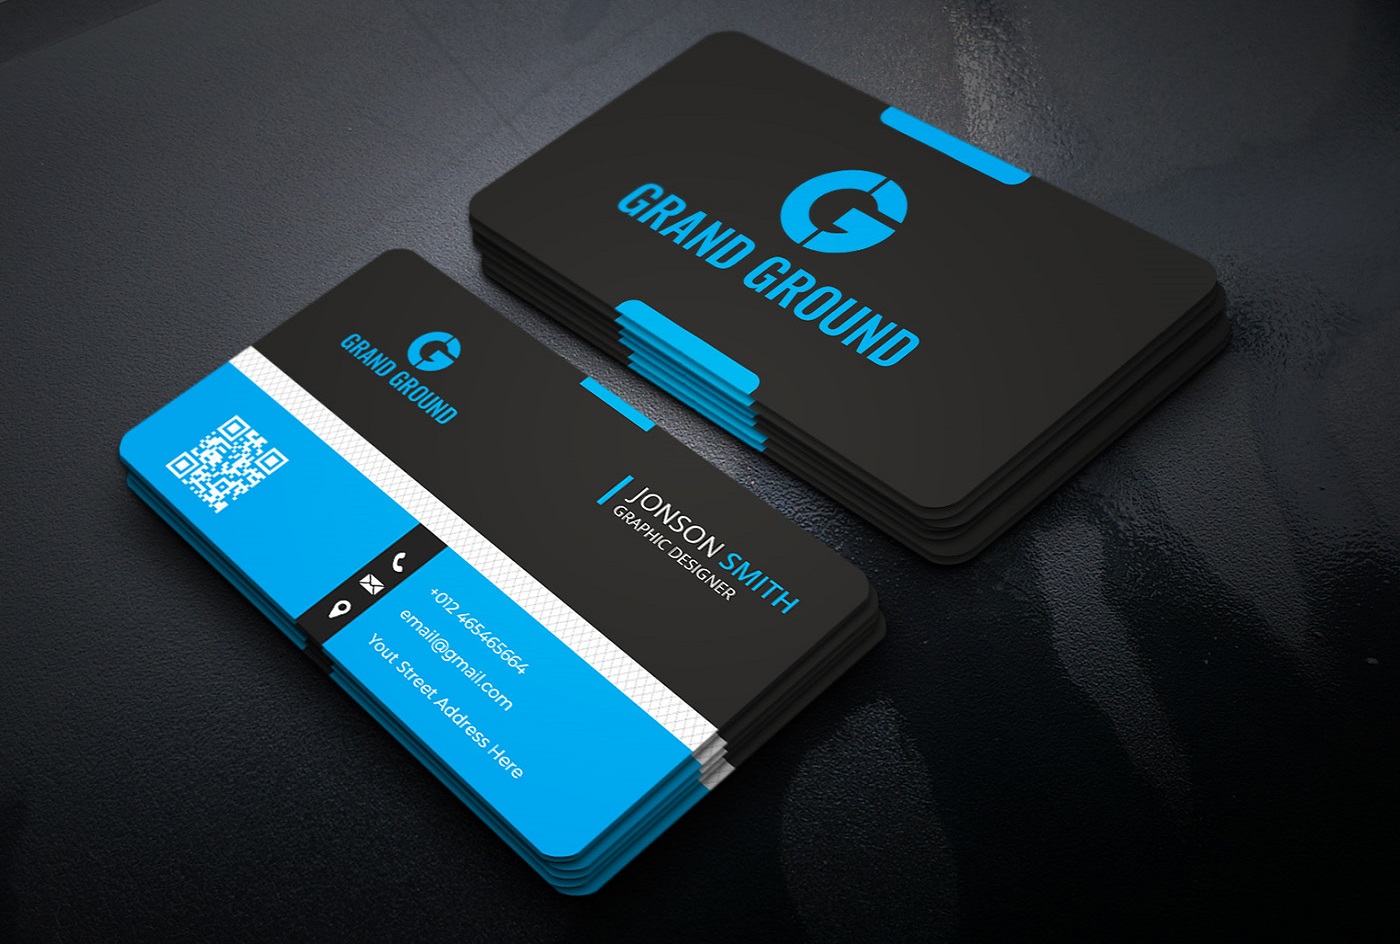 GRAND GROUND
GRAND GROUND
JONSON SMITH
GRAPHIC DESIGNER
+012 465465664
email@gmail.com
Yout Street Address Here